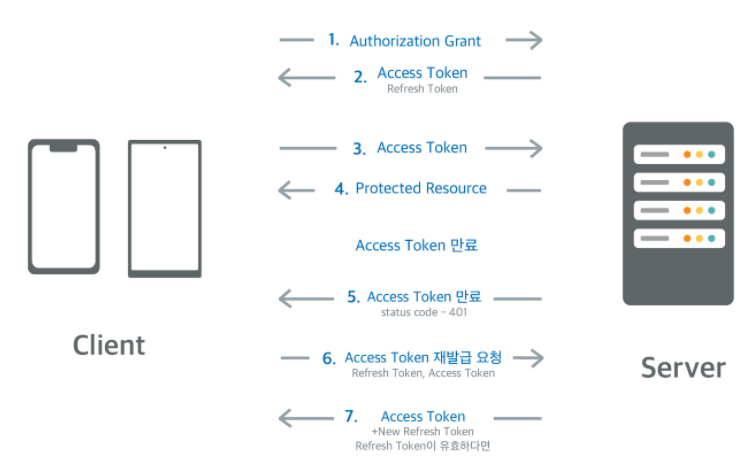 1. Authorization Grant
2. Access Token
Refresh Token
3. Access Token
4. Protected Resource
Access Token 만료
5. Access Token 만료
status code - 401
6. Access Token 재발급 요청
Refresh Token, Access Token
7. Access Token
+New Refresh Token
Refresh Token이 유효하다면
Client
Server